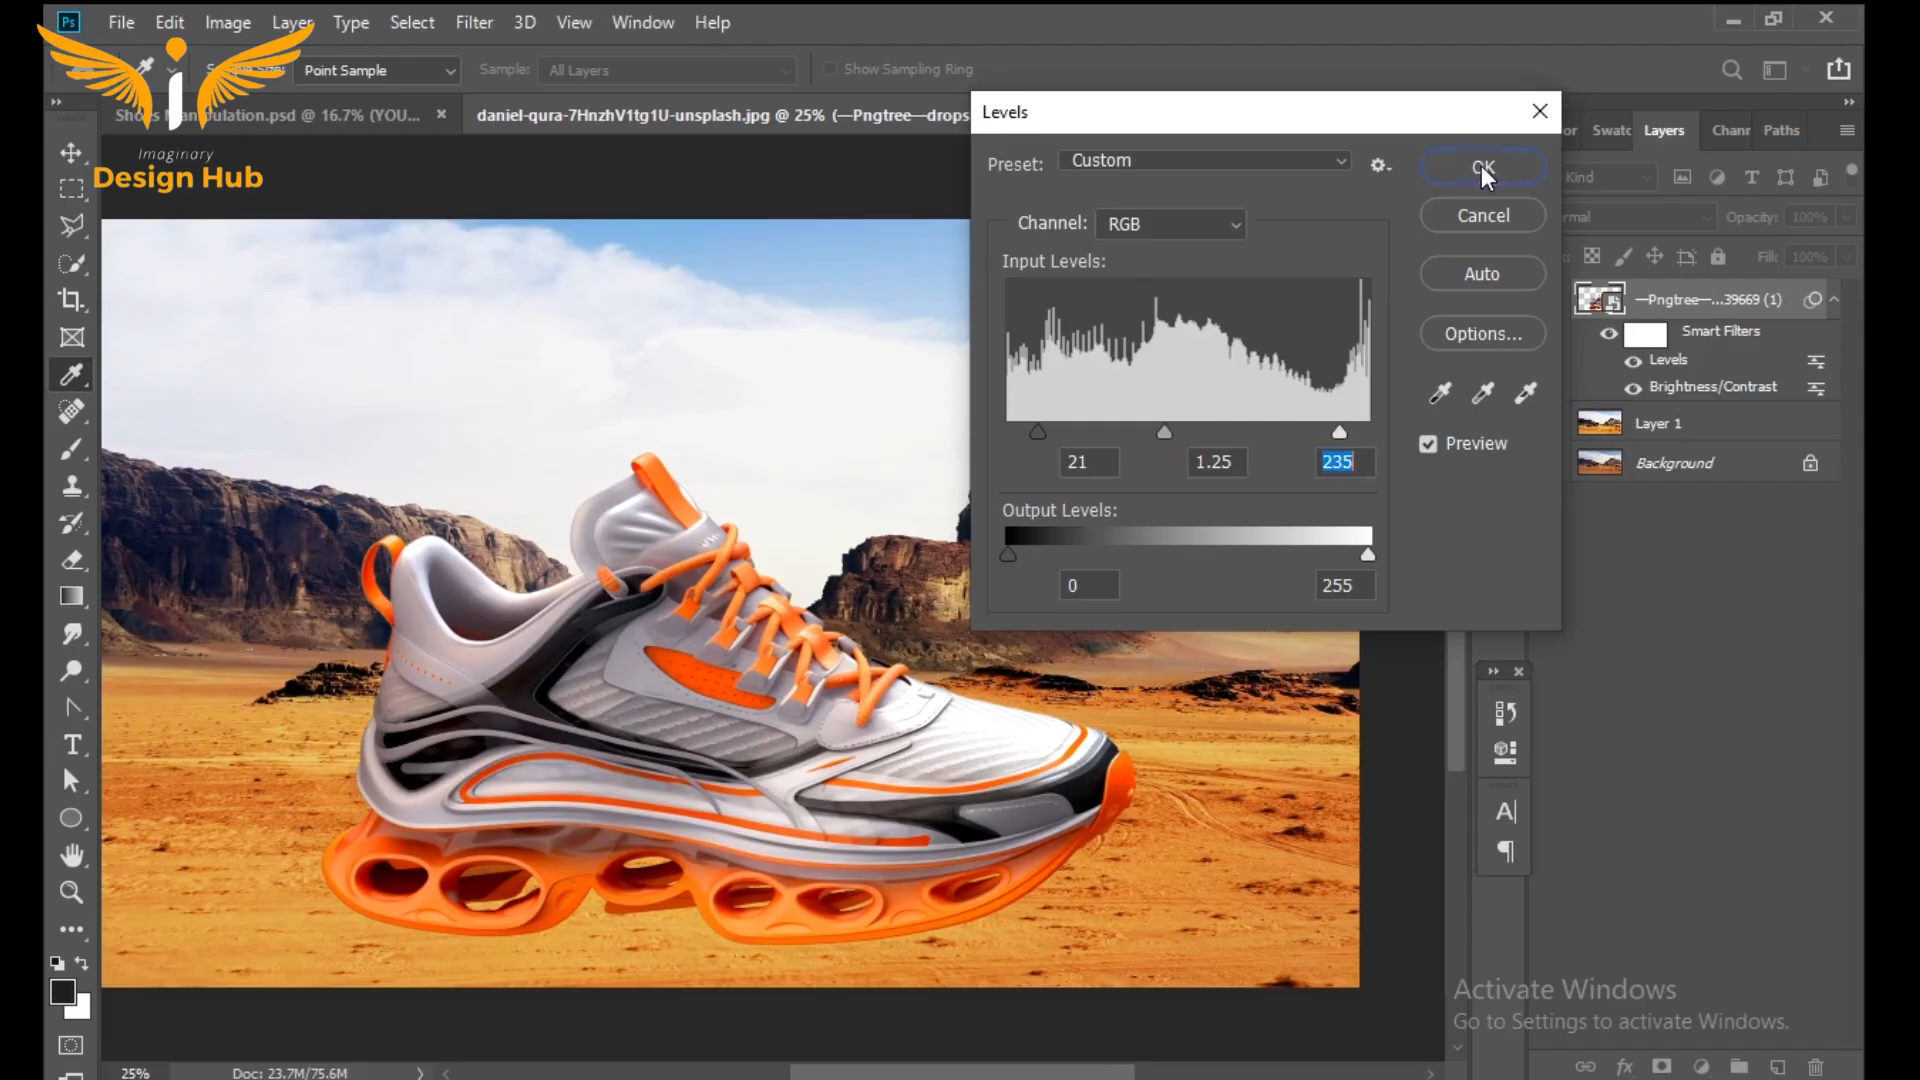 Ps File Edit Image Layer Type Select Filter 3D View Window Help
Point Sample Sample: All Layers Show Sampling Ring
@ 16.7% (YOU... daniel-qura-7HnzhV1tg1U-unsplash.jpg @ 25% (—Pngtree—drops
Imaginary
Design Hub
Levels
Preset: Custom
OK
Channel: RGB
Cancel
Input Levels:
Auto
Options...
21 1.25 235
Preview
Output Levels:
0 255
Layers Paths
Kind
Opacity: 100%
Fill: 100%
—Pngtree—...39669 (1)
Smart Filters
Levels
Brightness/Contrast
Layer 1
Background
Activate Windows
Go to Settings to activate Windows.
25% Doc: 23.7M/75.6M